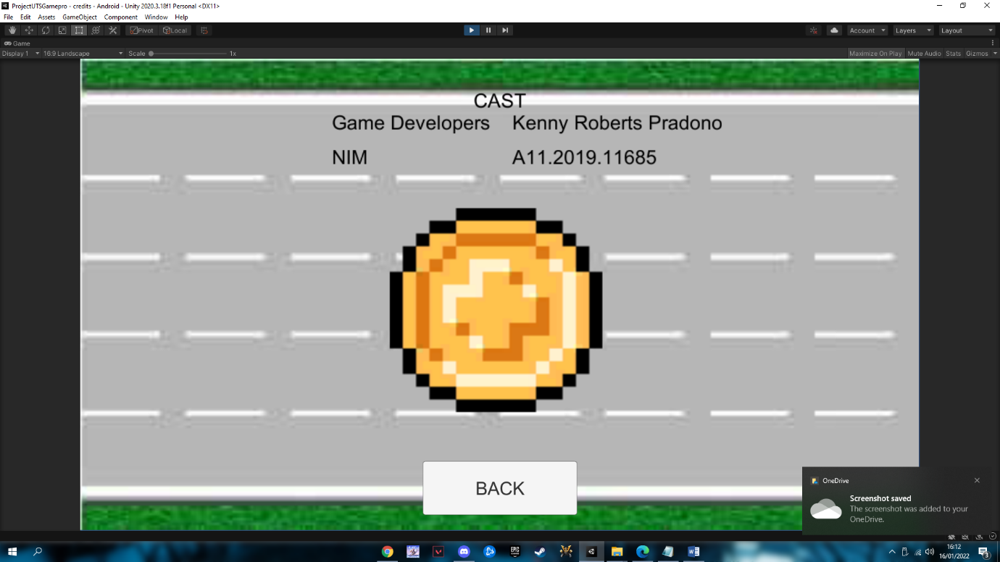 ProjectUTSGamepro - credits - Android - Unity 2020.3.18f1 Personal <DX11>
File Edit Assets GameObject Component Window Help
Pivot Local Account Layers Layout
Game
Display 1 16:9 Landscape Scale 1x Maximize On Play Mute Audio Stats Gizmos
CAST
Game Developers Kenny Roberts Pradono
NIM A11.2019.11685
BACK
OneDrive
Screenshot saved
The screenshot was added to your
OneDrive.
EPIC
16:12
16/01/2022
3